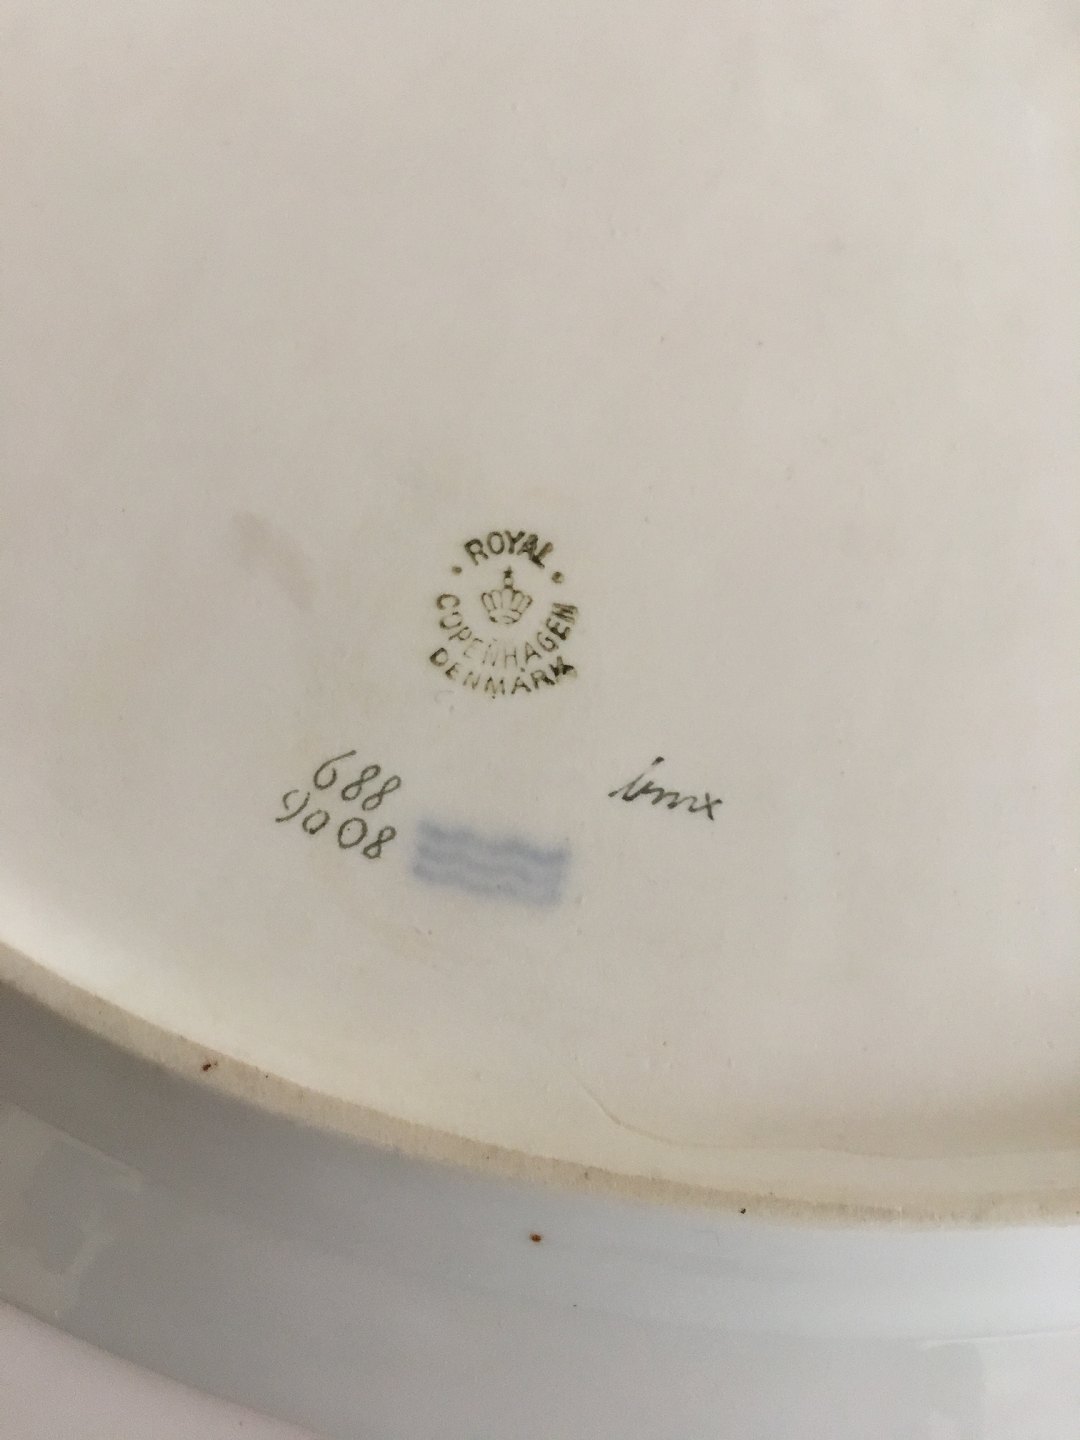 ROYAL
COPENHAGEN
DENMARK
688
9008